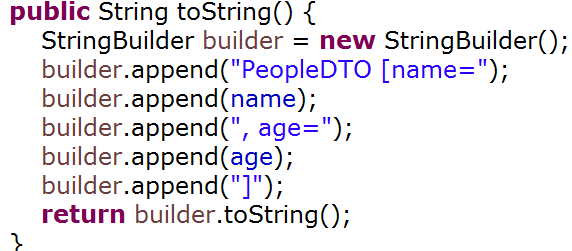 public String toString() {
StringBuilder builder = new StringBuilder();
builder.append("PeopleDTO [name=");
builder.append(name);
builder.append(", age=");
builder.append(age);
builder.append("]");
return builder.toString();
}